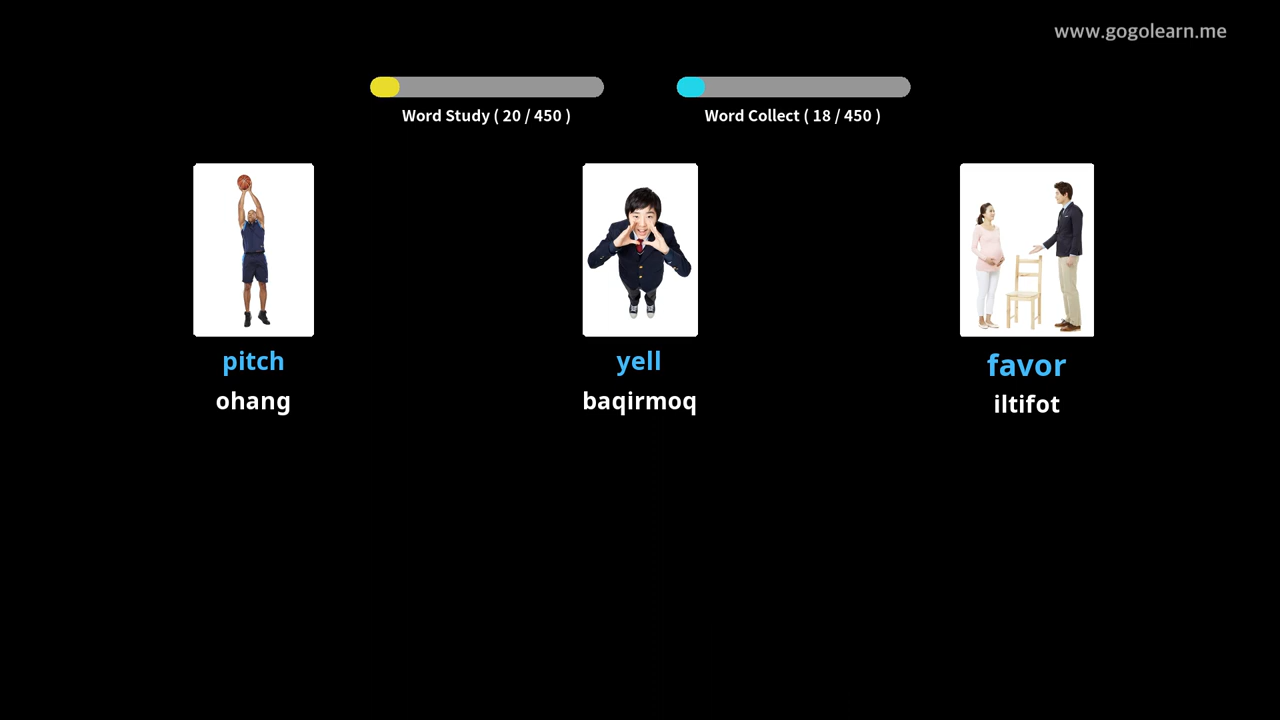 www.gogolearn.me
Word Study ( 20 / 450 )
Word Collect ( 18 / 450 )
pitch
ohang
yell
baqirmoq
favor
iltifot